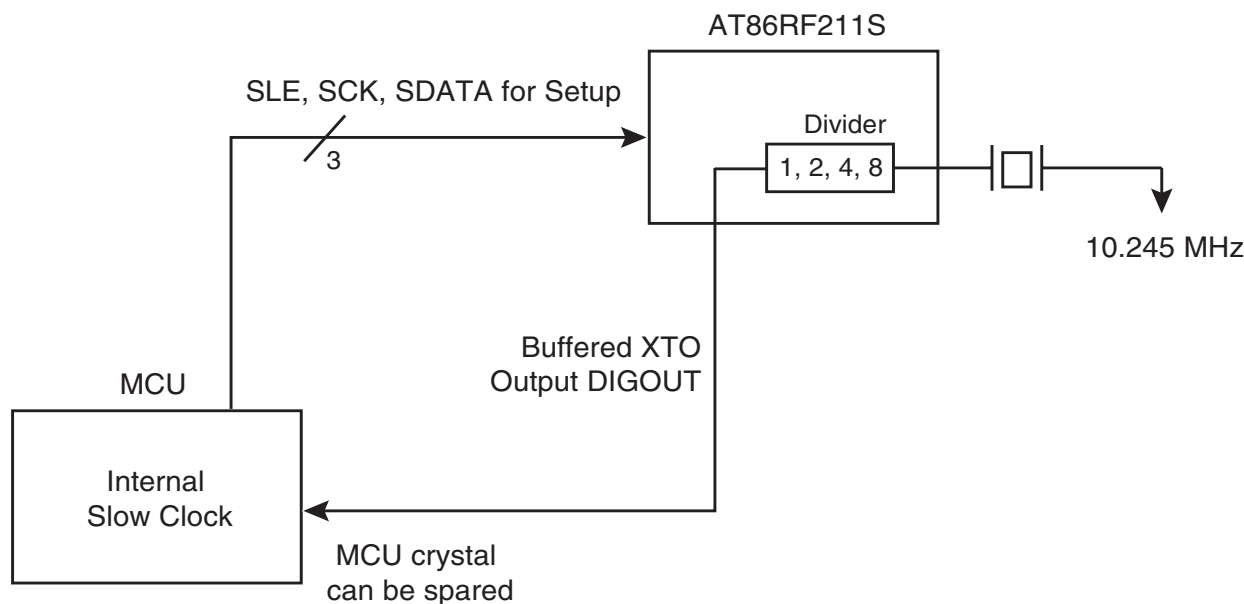 AT86RF211S
SLE, SCK, SDATA for Setup
3
Divider
1, 2, 4, 8
10.245 MHz
Buffered XTO
Output DIGOUT
MCU
Internal
Slow Clock
MCU crystal
can be spared